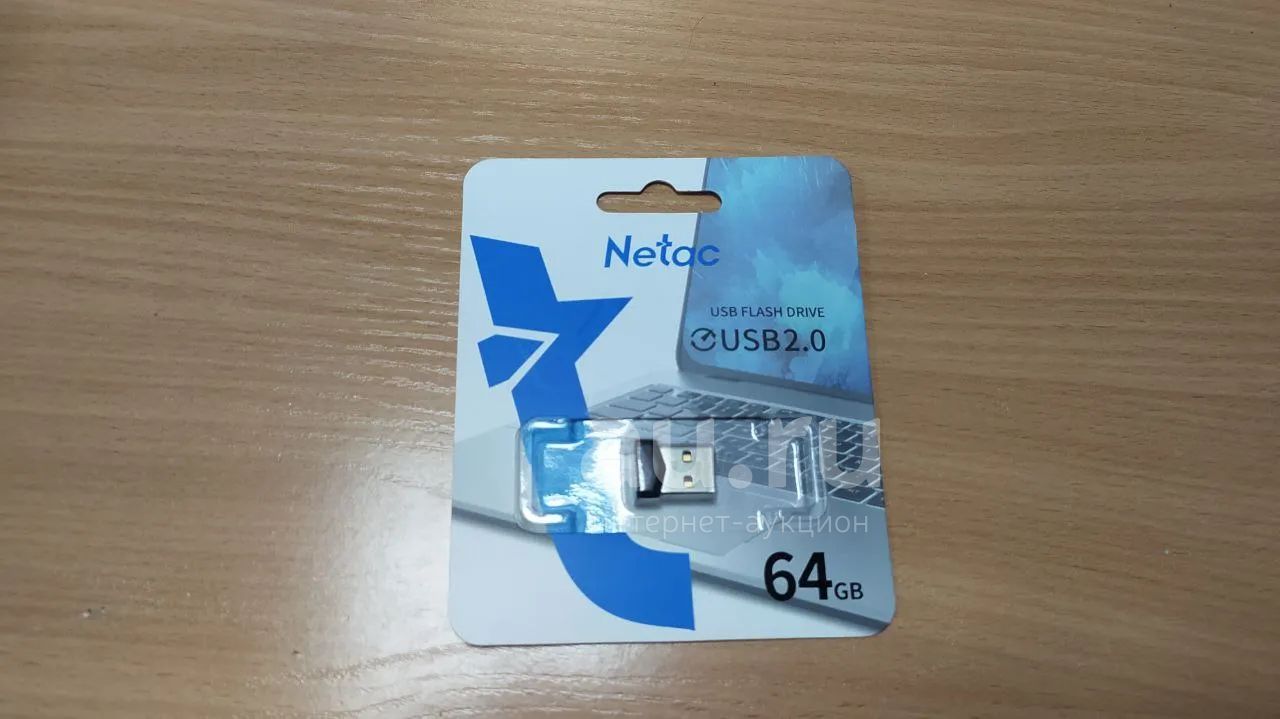 Netac
USB FLASH DRIVE
USB2.0
au.ru
интернет-аукцион
64GB